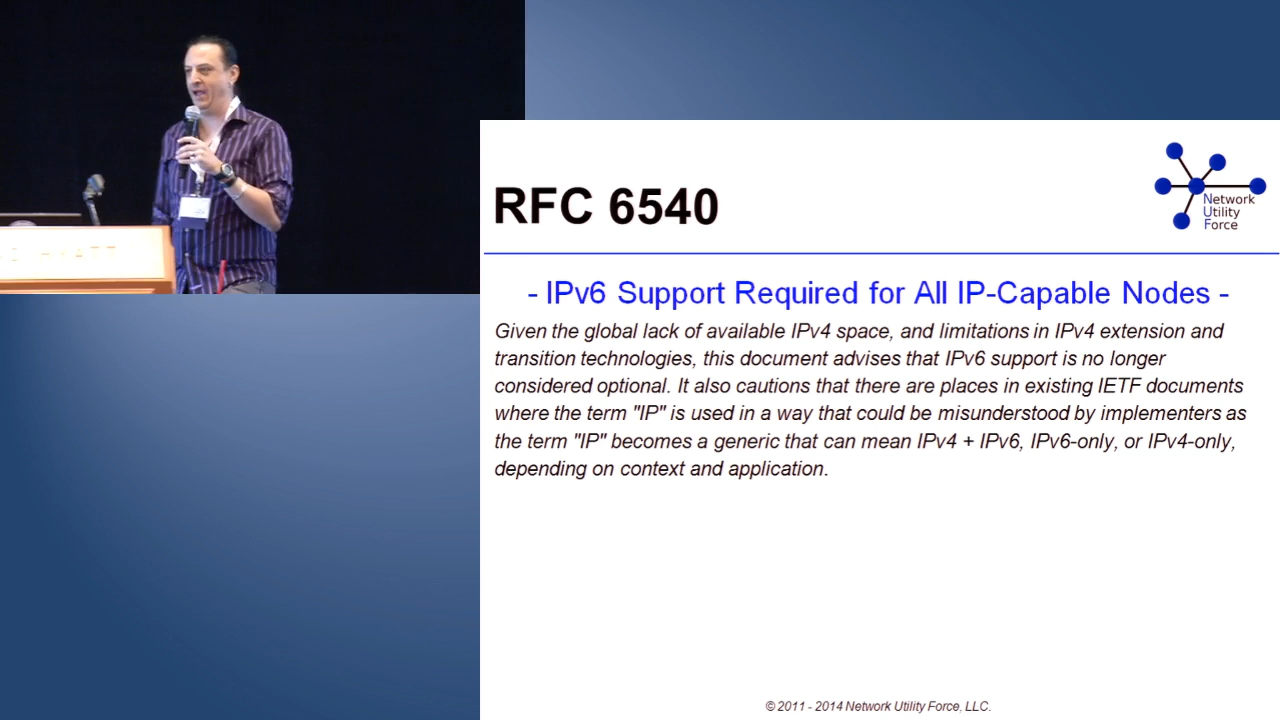 RFC 6540
Network
Utility
Force
- IPv6 Support Required for All IP-Capable Nodes -
Given the global lack of available IPv4 space, and limitations in IPv4 extension and
transition technologies, this document advises that IPv6 support is no longer
considered optional. It also cautions that there are places in existing IETF documents
where the term "IP" is used in a way that could be misunderstood by implementers as
the term "IP" becomes a generic that can mean IPv4 + IPv6, IPv6-only, or IPv4-only,
depending on context and application.
© 2011 - 2014 Network Utility Force, LLC.